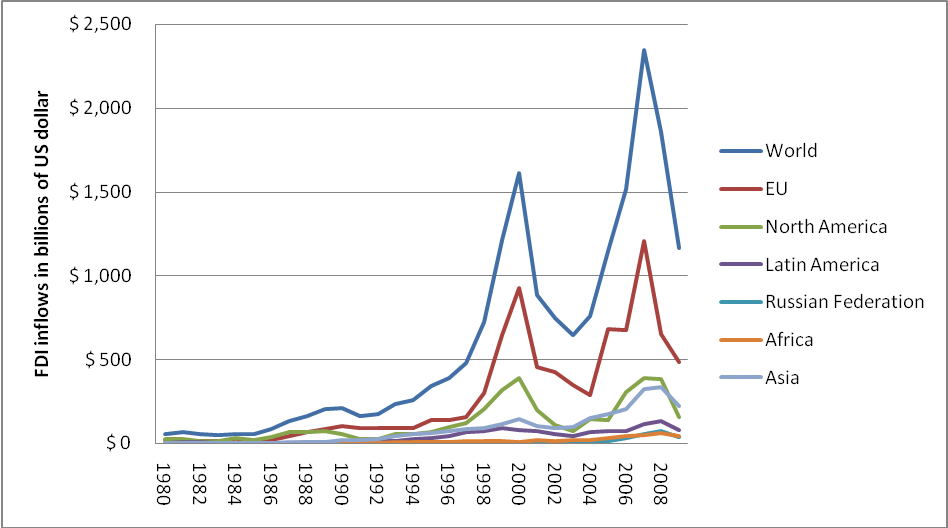 FDI inflows in billions of US dollar
$ 2,500
$ 2,000
$ 1,500
$ 1,000
$ 500
$ 0
1980
1982
1984
1986
1988
1990
1992
1994
1996
1998
2000
2002
2004
2006
2008
World
EU
North America
Latin America
Russian Federation
Africa
Asia